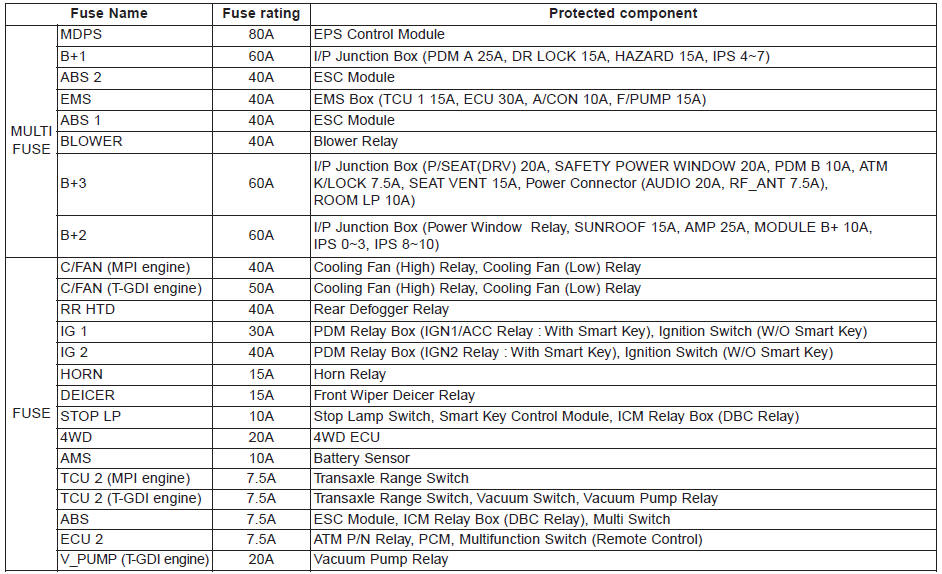 Fuse Name Fuse rating Protected component
MULTI
FUSE
MDPS 80A EPS Control Module
B+1 60A I/P Junction Box (PDM A 25A, DR LOCK 15A, HAZARD 15A, IPS 4~7)
ABS 2 40A ESC Module
EMS 40A EMS Box (TCU 1 15A, ECU 30A, A/CON 10A, F/PUMP 15A)
ABS 1 40A ESC Module
BLOWER 40A Blower Relay
B+3 60A I/P Junction Box (P/SEAT(DRV) 20A, SAFETY POWER WINDOW 20A, PDM B 10A, ATM
K/LOCK 7.5A, SEAT VENT 15A, Power Connector (AUDIO 20A, RF_ANT 7.5A),
ROOM LP 10A)
B+2 60A I/P Junction Box (Power Window Relay, SUNROOF 15A, AMP 25A, MODULE B+ 10A,
IPS 0~3, IPS 8~10)
FUSE
C/FAN (MPI engine) 40A Cooling Fan (High) Relay, Cooling Fan (Low) Relay
C/FAN (T-GDI engine) 50A Cooling Fan (High) Relay, Cooling Fan (Low) Relay
RR HTD 40A Rear Defogger Relay
IG 1 30A PDM Relay Box (IGN1/ACC Relay : With Smart Key), Ignition Switch (W/O Smart Key)
IG 2 40A PDM Relay Box (IGN2 Relay : With Smart Key), Ignition Switch (W/O Smart Key)
HORN 15A Horn Relay
DEICER 15A Front Wiper Deicer Relay
STOP LP 10A Stop Lamp Switch, Smart Key Control Module, ICM Relay Box (DBC Relay)
4WD 20A 4WD ECU
AMS 10A Battery Sensor
TCU 2 (MPI engine) 7.5A Transaxle Range Switch
TCU 2 (T-GDI engine) 7.5A Transaxle Range Switch, Vacuum Switch, Vacuum Pump Relay
ABS 7.5A ESC Module, ICM Relay Box (DBC Relay), Multi Switch
ECU 2 7.5A ATM P/N Relay, PCM, Multifunction Switch (Remote Control)
V_PUMP (T-GDI engine) 20A Vacuum Pump Relay